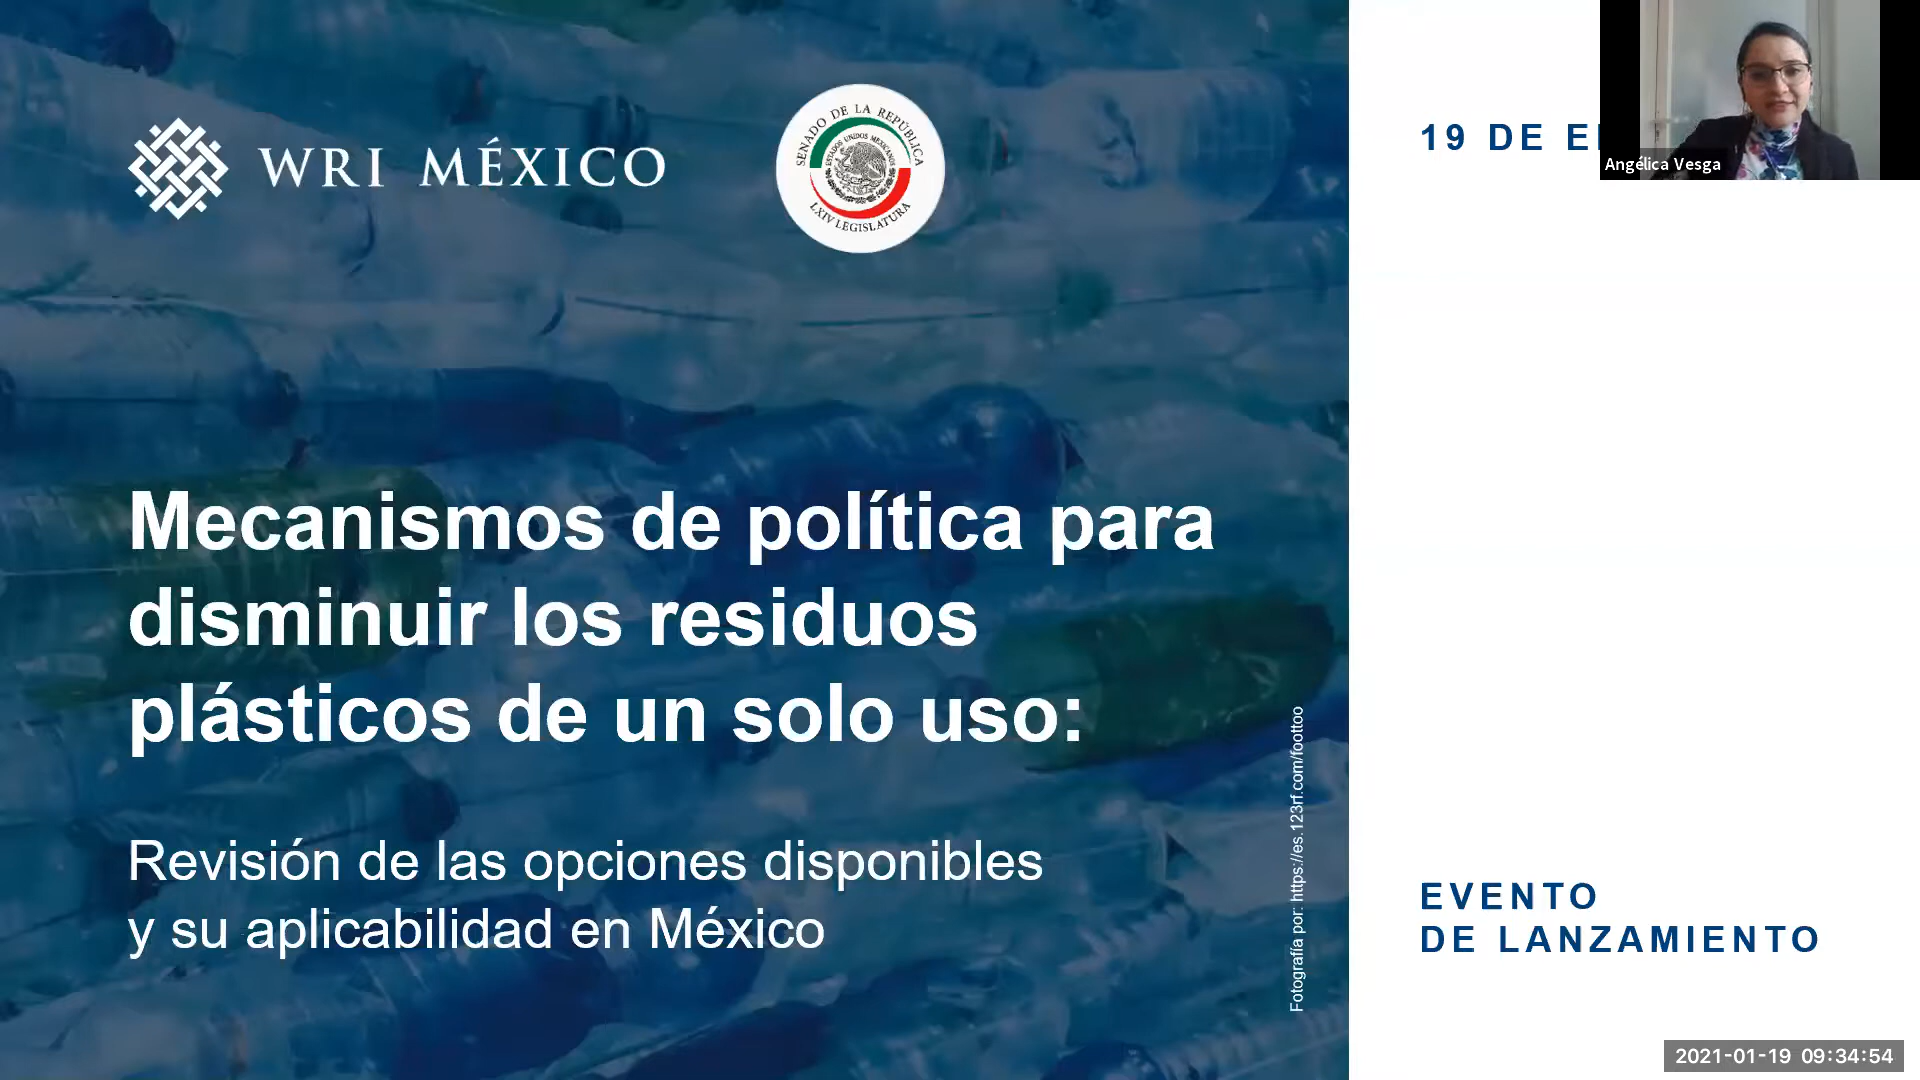 WRI MÉXICO
SENADO DE LA REPÚBLICA
ESTADOS UNIDOS MEXICANOS
LXIV LEGISLATURA
19 DE
Angélica Vesga
Mecanismos de política para
disminuir los residuos
plásticos de un solo uso:
Revisión de las opciones disponibles
y su aplicabilidad en México
Fotografía por: https://es.123rf.com/foottoo
EVENTO
DE LANZAMIENTO
2021-01-19 09:34:54